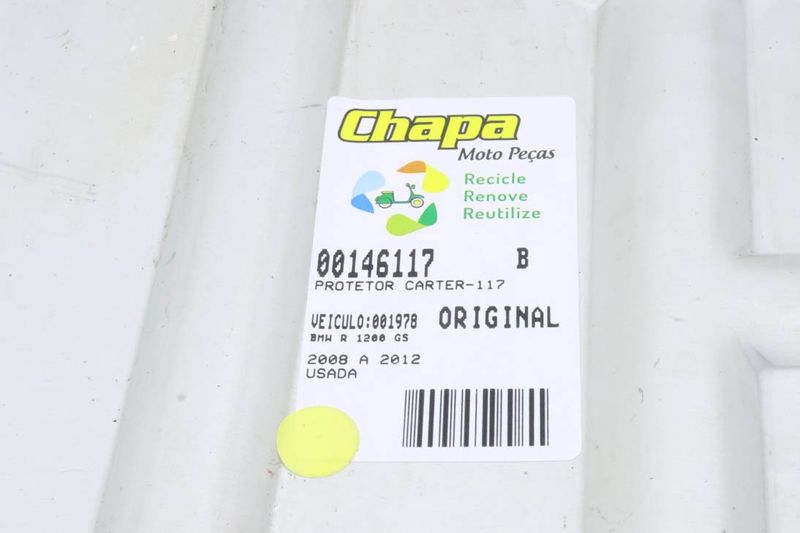 Chapa
Moto Peças
Recicle
Renove
Reutilize
00146117 B
PROTETOR CARTER-117
VEICULO:001978 ORIGINAL
BMW R 1200 GS
2008 A 2012
USADA